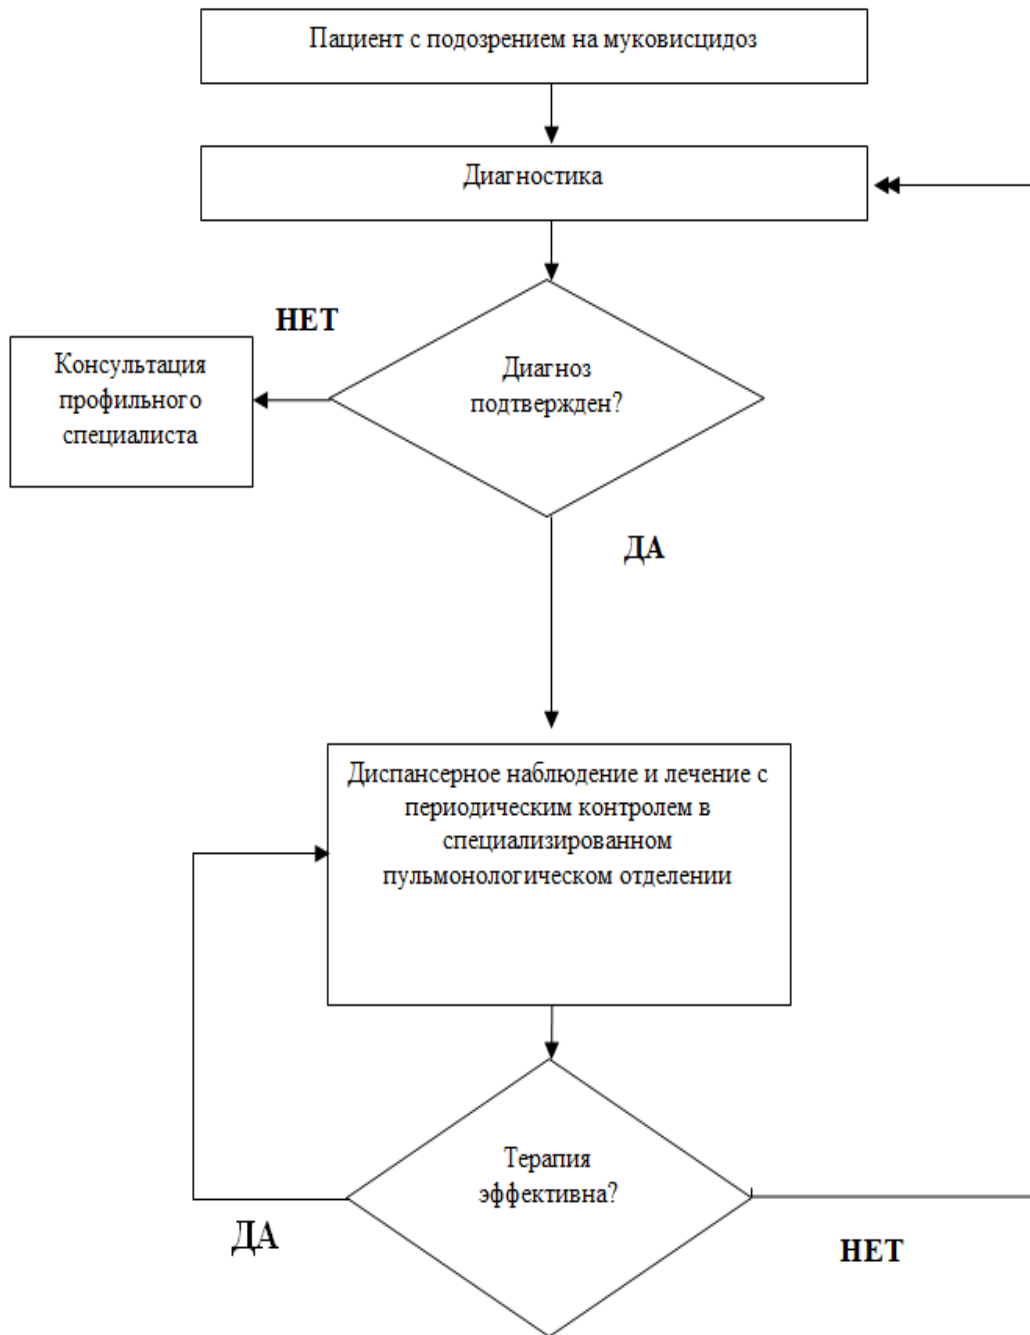 Пациент с подозрением на муковисцидоз
Диагностика
НЕТ
Консультация
профильного
специалиста
Диагноз
подтвержден?
ДА
Диспансерное наблюдение и лечение с
периодическим контролем в
специализированном
пульмонологическом отделении
Терапия
эффективна?
ДА
НЕТ